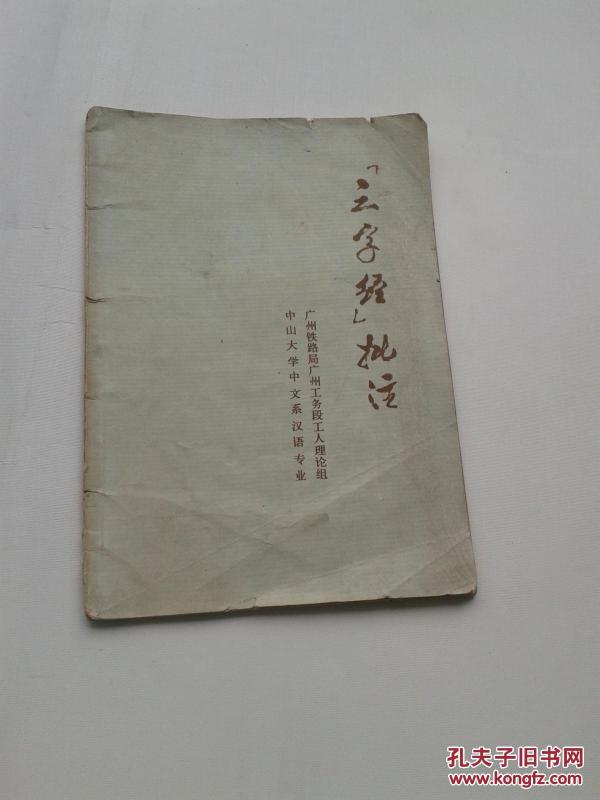 「三字经」批注
广州铁路局广州工务段工人理论组
中山大学中文系汉语专业
孔夫子旧书网
www.kongfz.com